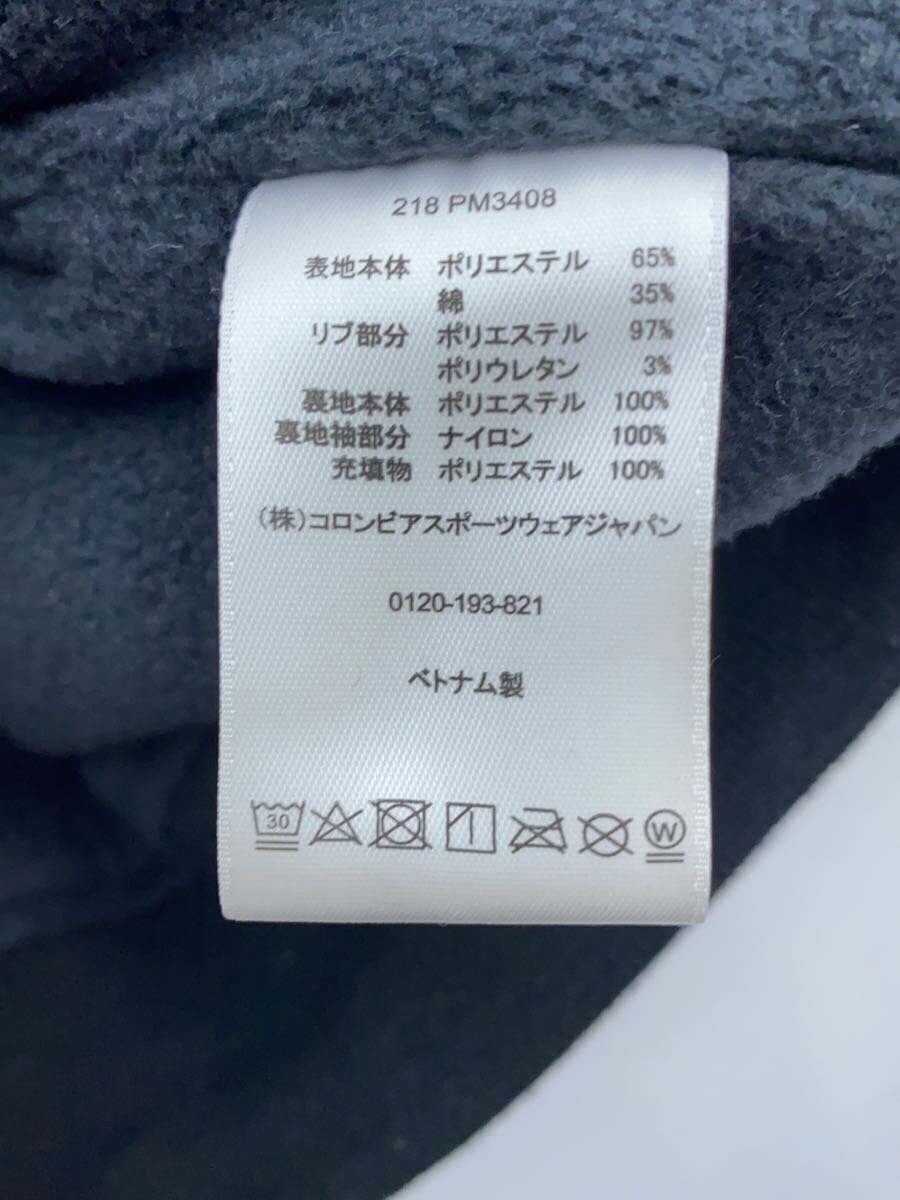 218 PM3408
表地本体 ポリエステル 65%
綿 35%
リブ部分 ポリエステル 97%
ポリウレタン 3%
裏地本体 ポリエステル 100%
裏地袖部分 ナイロン 100%
充填物 ポリエステル 100%
(株)コロンビアスポーツウェアジャパン
0120-193-821
ベトナム製
30 W